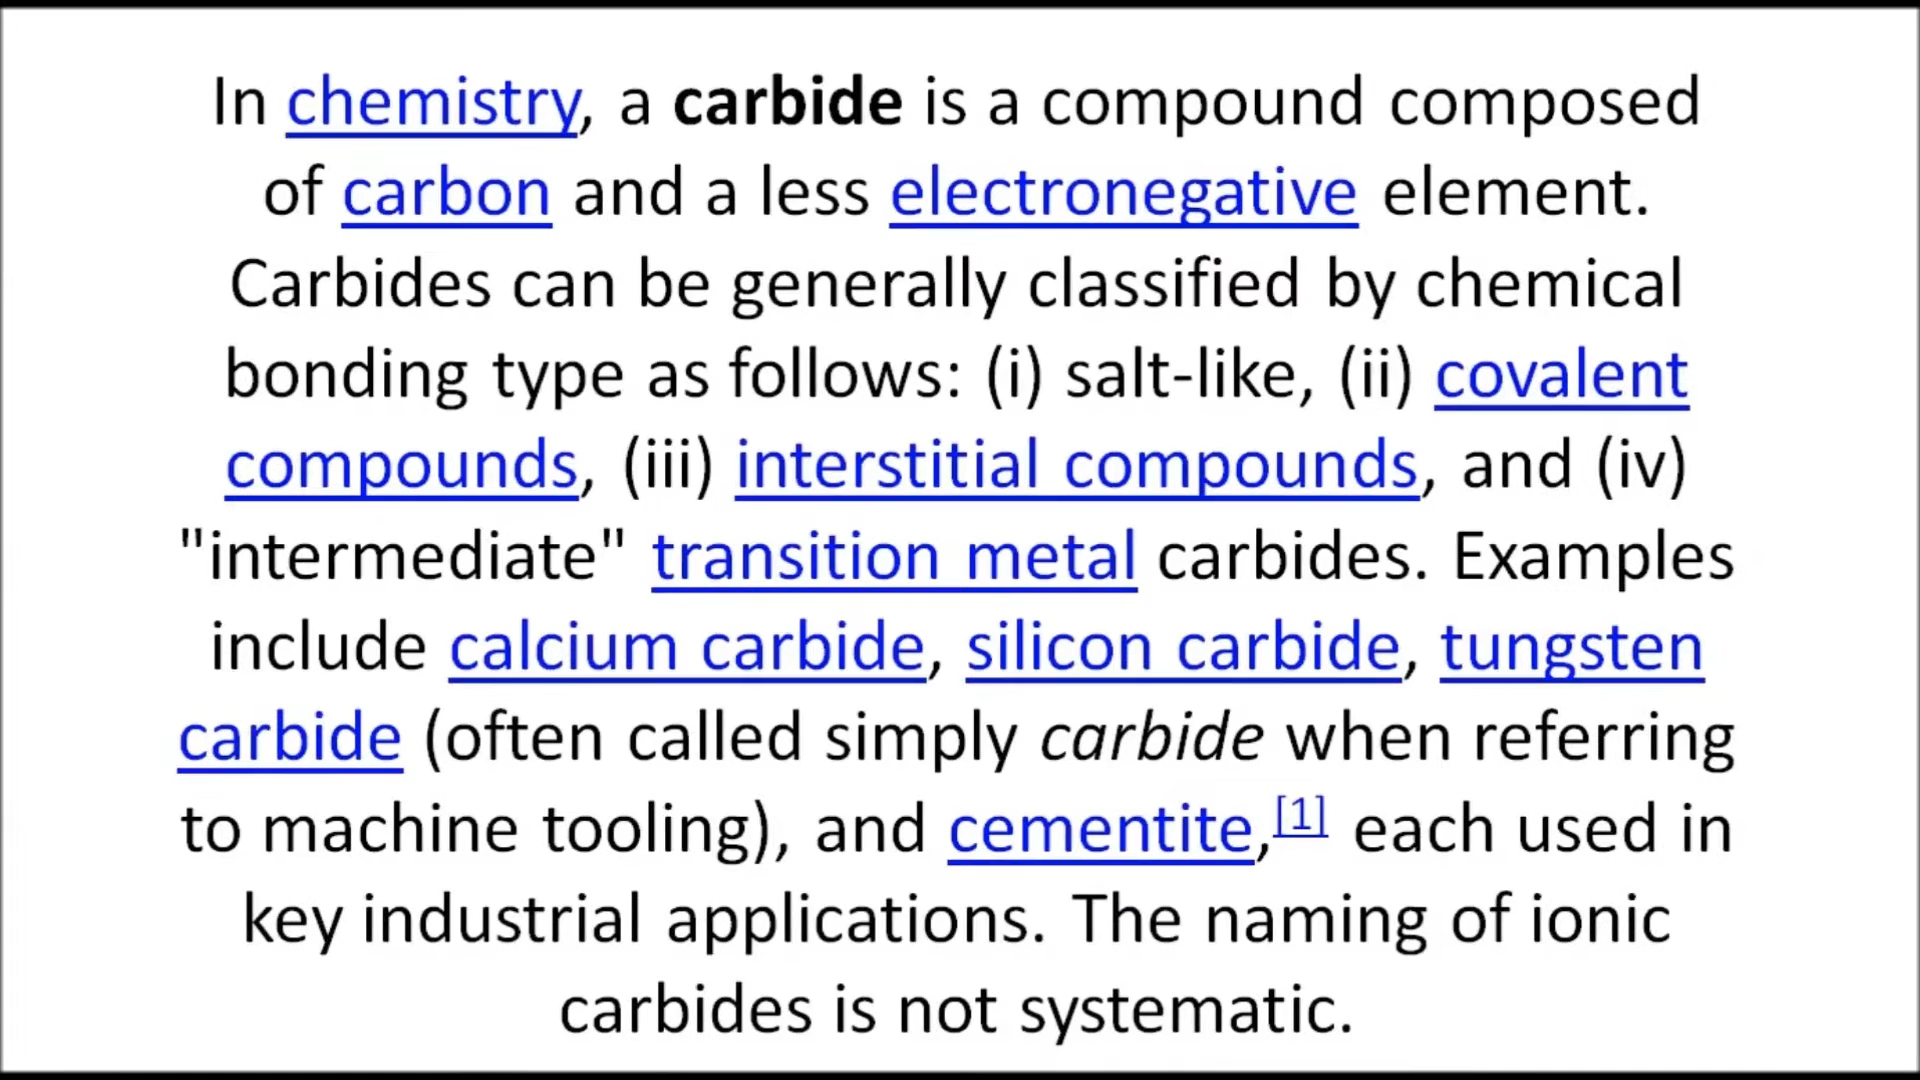 In chemistry, a carbide is a compound composed
of carbon and a less electronegative element.
Carbides can be generally classified by chemical
bonding type as follows: (i) salt-like, (ii) covalent
compounds, (iii) interstitial compounds, and (iv)
"intermediate" transition metal carbides. Examples
include calcium carbide, silicon carbide, tungsten
carbide (often called simply carbide when referring
to machine tooling), and cementite,[1] each used in
key industrial applications. The naming of ionic
carbides is not systematic.